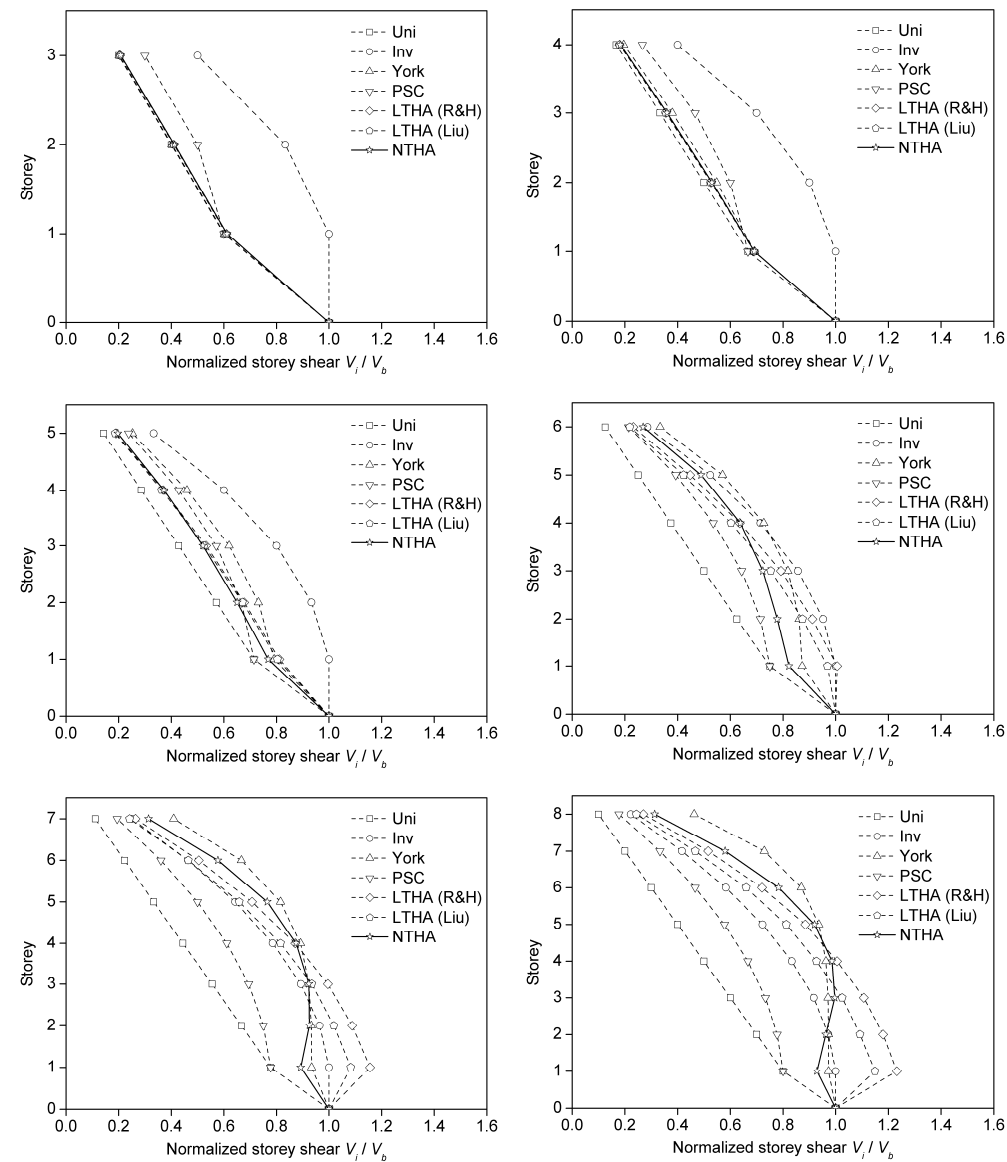 Uni
Inv
York
PSC
LTHA (R&H)
LTHA (Liu)
NTHA
3
2
1
0
Storey
0.0 0.2 0.4 0.6 0.8 1.0 1.2 1.4 1.6
Normalized storey shear V_i / V_b
Uni
Inv
York
PSC
LTHA (R&H)
LTHA (Liu)
NTHA
4
3
2
1
0
Storey
0.0 0.2 0.4 0.6 0.8 1.0 1.2 1.4 1.6
Normalized storey shear V_i / V_b
Uni
Inv
York
PSC
LTHA (R&H)
LTHA (Liu)
NTHA
5
4
3
2
1
0
Storey
0.0 0.2 0.4 0.6 0.8 1.0 1.2 1.4 1.6
Normalized storey shear V_i / V_b
Uni
Inv
York
PSC
LTHA (R&H)
LTHA (Liu)
NTHA
6
5
4
3
2
1
0
Storey
0.0 0.2 0.4 0.6 0.8 1.0 1.2 1.4 1.6
Normalized storey shear V_i / V_b
Uni
Inv
York
PSC
LTHA (R&H)
LTHA (Liu)
NTHA
7
6
5
4
3
2
1
0
Storey
0.0 0.2 0.4 0.6 0.8 1.0 1.2 1.4 1.6
Normalized storey shear V_i / V_b
Uni
Inv
York
PSC
LTHA (R&H)
LTHA (Liu)
NTHA
8
7
6
5
4
3
2
1
0
Storey
0.0 0.2 0.4 0.6 0.8 1.0 1.2 1.4 1.6
Normalized storey shear V_i / V_b